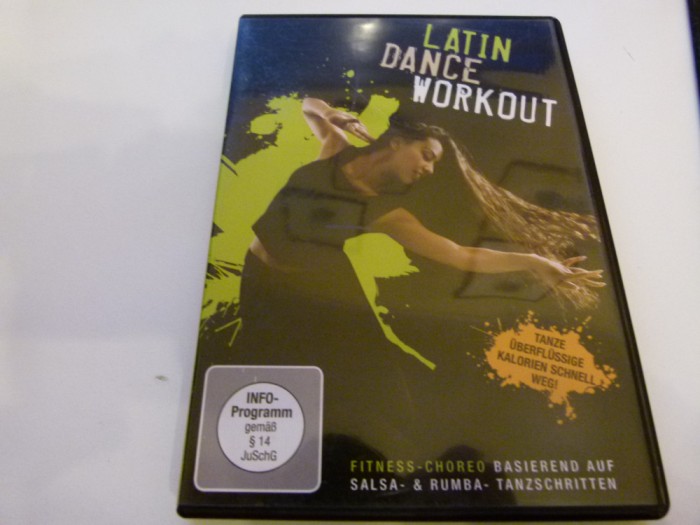 LATIN
DANCE
WORKOUT
TANZE
ÜBERFLÜSSIGE
KALORIEN SCHNELL
WEG!
INFO-
Programm
gemäß
§ 14
JuSchG
FITNESS-CHOREO BASIEREND AUF
SALSA- & RUMBA- TANZSCHRITTEN